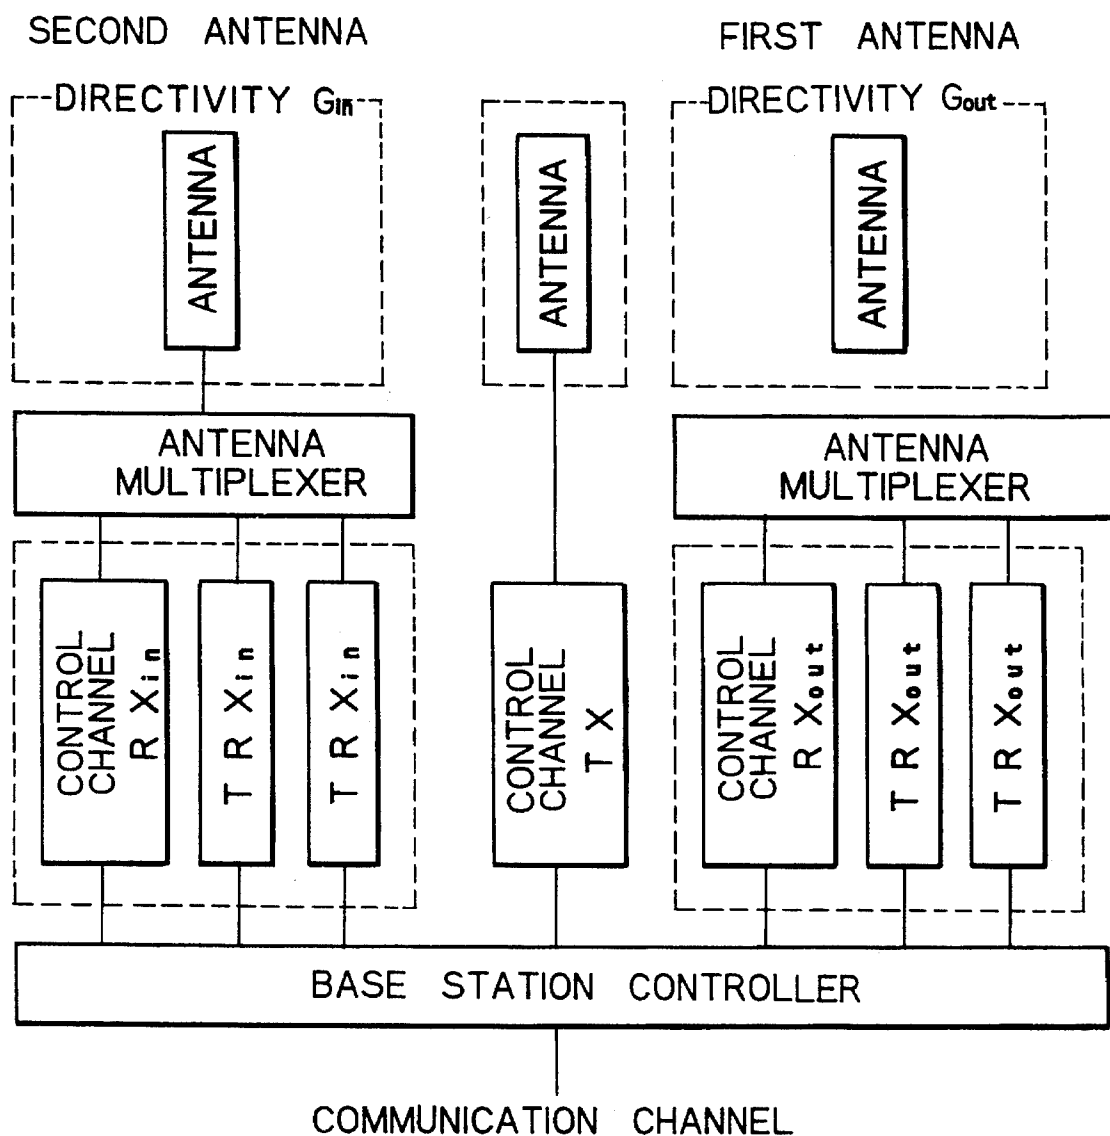 SECOND ANTENNA
FIRST ANTENNA
DIRECTIVITY Gin
DIRECTIVITY Gout
ANTENNA
ANTENNA
ANTENNA
ANTENNA
MULTIPLEXER
ANTENNA
MULTIPLEXER
CONTROL
CHANNEL
R Xin
T R Xin
T R Xin
CONTROL
CHANNEL
T X
CONTROL
CHANNEL
R Xout
T R Xout
T R Xout
BASE STATION CONTROLLER
COMMUNICATION CHANNEL